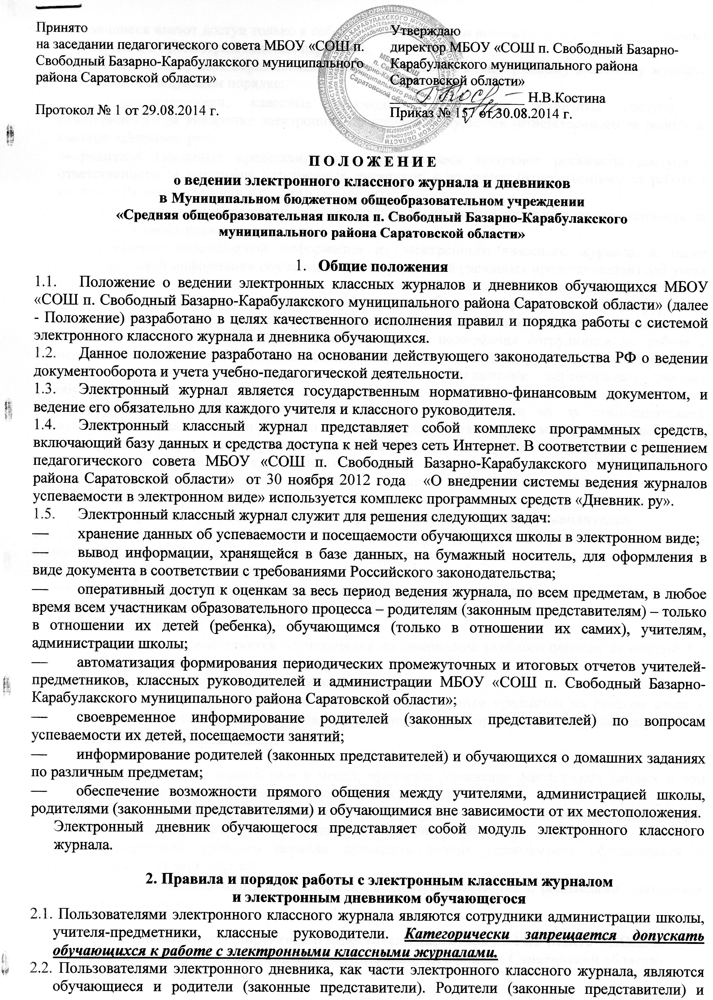 Принято
на заседании педагогического совета МБОУ «СОШ п.
Свободный Базарно-Карабулакского муниципального
района Саратовской области»
Протокол № 1 от 29.08.2014 г.
Утверждаю
директор МБОУ «СОШ п. Свободный Базарно-
Карабулакского муниципального района
Саратовской области»
Н.В.Костина
Приказ № 157 от 30.08.2014 г.
МБОУ СОШ
п. Свободный
Базарно-Карабулакского
муниципального района
Саратовской области"
П О Л О Ж Е Н И Е
о ведении электронного классного журнала и дневников
в Муниципальном бюджетном общеобразовательном учреждении
«Средняя общеобразовательная школа п. Свободный Базарно-Карабулакского
муниципального района Саратовской области»
1. Общие положения
1.1. Положение о ведении электронных классных журналов и дневников обучающихся МБОУ
«СОШ п. Свободный Базарно-Карабулакского муниципального района Саратовской области» (далее
- Положение) разработано в целях качественного исполнения правил и порядка работы с системой
электронного классного журнала и дневника обучающихся.
1.2. Данное положение разработано на основании действующего законодательства РФ о ведении
документооборота и учета учебно-педагогической деятельности.
1.3. Электронный журнал является государственным нормативно-финансовым документом, и
ведение его обязательно для каждого учителя и классного руководителя.
1.4. Электронный классный журнал представляет собой комплекс программных средств,
включающий базу данных и средства доступа к ней через сеть Интернет. В соответствии с решением
педагогического совета МБОУ «СОШ п. Свободный Базарно-Карабулакского муниципального
района Саратовской области» от 30 ноября 2012 года «О внедрении системы ведения журналов
успеваемости в электронном виде» используется комплекс программных средств «Дневник. ру».
1.5. Электронный классный журнал служит для решения следующих задач:
— хранение данных об успеваемости и посещаемости обучающихся школы в электронном виде;
— вывод информации, хранящейся в базе данных, на бумажный носитель, для оформления в
виде документа в соответствии с требованиями Российского законодательства;
— оперативный доступ к оценкам за весь период ведения журнала, по всем предметам, в любое
время всем участникам образовательного процесса – родителям (законным представителям) – только
в отношении их детей (ребенка), обучающимся (только в отношении их самих), учителям,
администрации школы;
— автоматизация формирования периодических промежуточных и итоговых отчетов учителей-
предметников, классных руководителей и администрации МБОУ «СОШ п. Свободный Базарно-
Карабулакского муниципального района Саратовской области»;
— своевременное информирование родителей (законных представителей) по вопросам
успеваемости их детей, посещаемости занятий;
— информирование родителей (законных представителей) и обучающихся о домашних заданиях
по различным предметам;
— обеспечение возможности прямого общения между учителями, администрацией школы,
родителями (законными представителями) и обучающимися вне зависимости от их местоположения.
Электронный дневник обучающегося представляет собой модуль электронного классного
журнала.
2. Правила и порядок работы с электронным классным журналом
и электронным дневником обучающегося
2.1. Пользователями электронного классного журнала являются сотрудники администрации школы,
учителя-предметники, классные руководители. Категорически запрещается допускать
обучающихся к работе с электронными классными журналами.
2.2. Пользователями электронного дневника, как части электронного классного журнала, являются
обучающиеся и родители (законные представители). Родители (законные представители) и